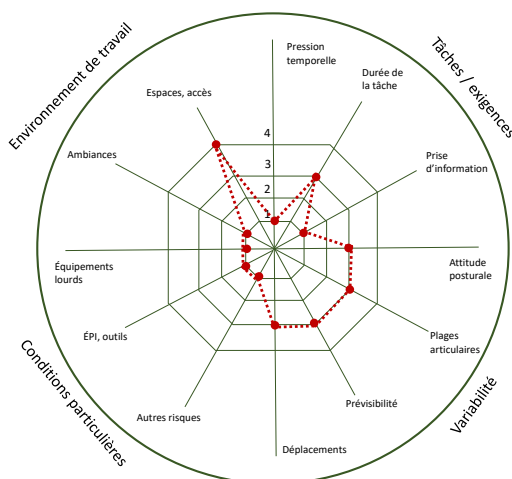 Environnement de travail
Tâches / exigences
Pression
temporelle
Durée de
la tâche
Espaces, accès
4
Ambiances
3
Prise
d’information
2
1
Équipements
lourds
Attitude
posturale
ÉPI, outils
Plages
articulaires
Autres risques
Prévisibilité
Déplacements
Conditions particulières
Variabilité